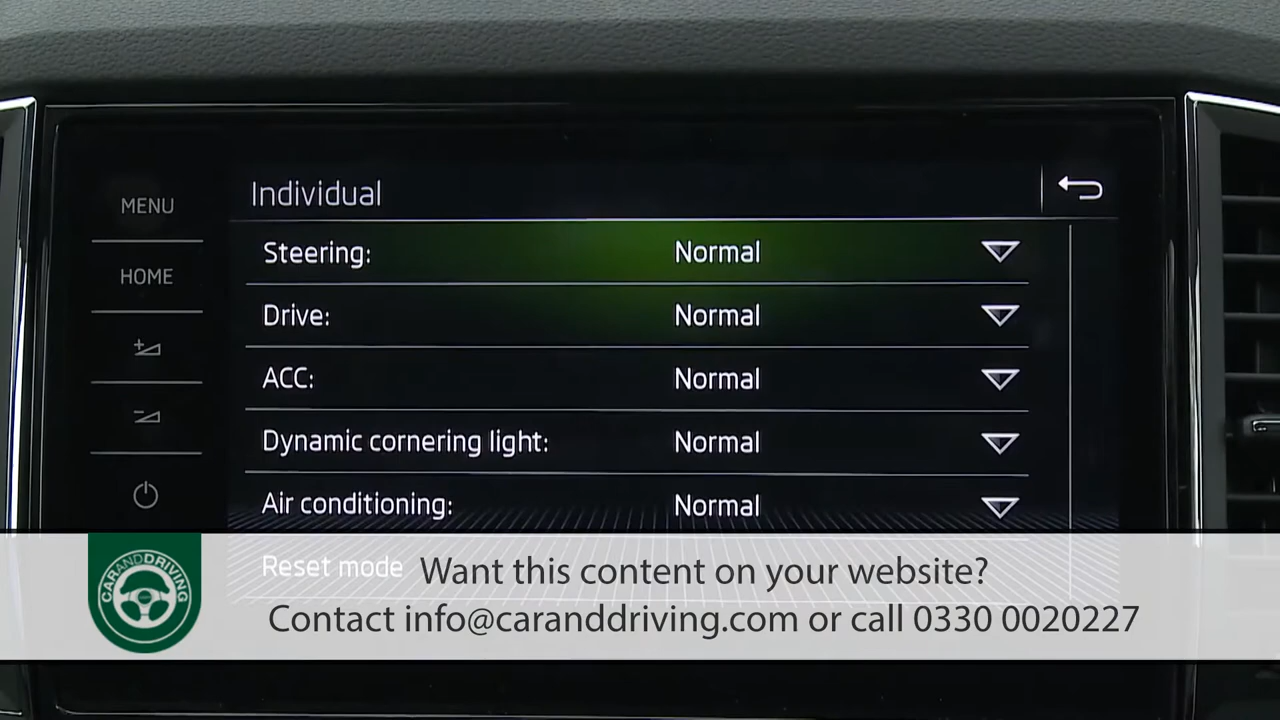 MENU
HOME
Individual
Steering: Normal
Drive: Normal
ACC: Normal
Dynamic cornering light: Normal
Air conditioning: Normal
Reset mode
CARANDDRIVING
Want this content on your website?
Contact info@caranddriving.com or call 0330 0020227